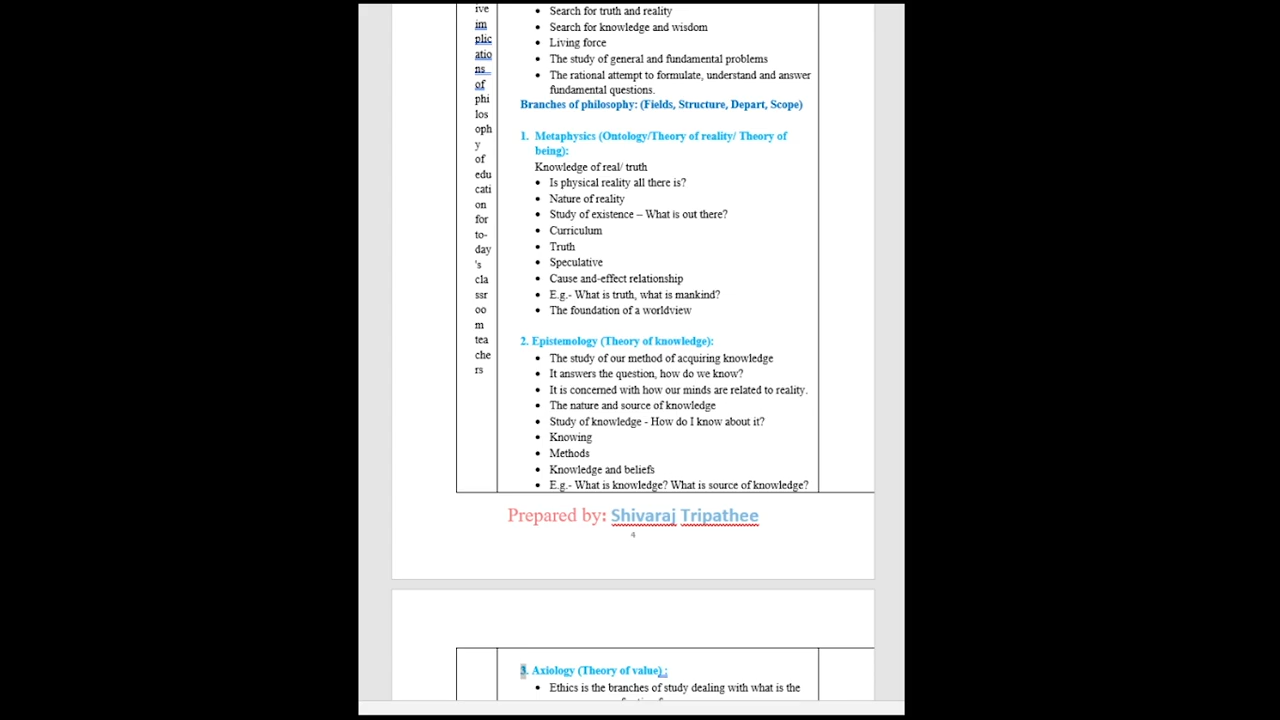 ive
im
plic
atio
ns
of
phi
los
oph
y
of
edu
cati
on
for
to-
day
's
cla
ssr
oo
m
tea
che
rs
• Search for truth and reality
• Search for knowledge and wisdom
• Living force
• The study of general and fundamental problems
• The rational attempt to formulate, understand and answer
fundamental questions.
Branches of philosophy: (Fields, Structure, Depart, Scope)
1. Metaphysics (Ontology/Theory of reality/ Theory of
being):
Knowledge of real/ truth
• Is physical reality all there is?
• Nature of reality
• Study of existence – What is out there?
• Curriculum
• Truth
• Speculative
• Cause and-effect relationship
• E.g.- What is truth, what is mankind?
• The foundation of a worldview
2. Epistemology (Theory of knowledge):
• The study of our method of acquiring knowledge
• It answers the question, how do we know?
• It is concerned with how our minds are related to reality.
• The nature and source of knowledge
• Study of knowledge - How do I know about it?
• Knowing
• Methods
• Knowledge and beliefs
• E.g.- What is knowledge? What is source of knowledge?
Prepared by: Shivaraj Tripathee
4
3. Axiology (Theory of value) :
• Ethics is the branches of study dealing with what is the